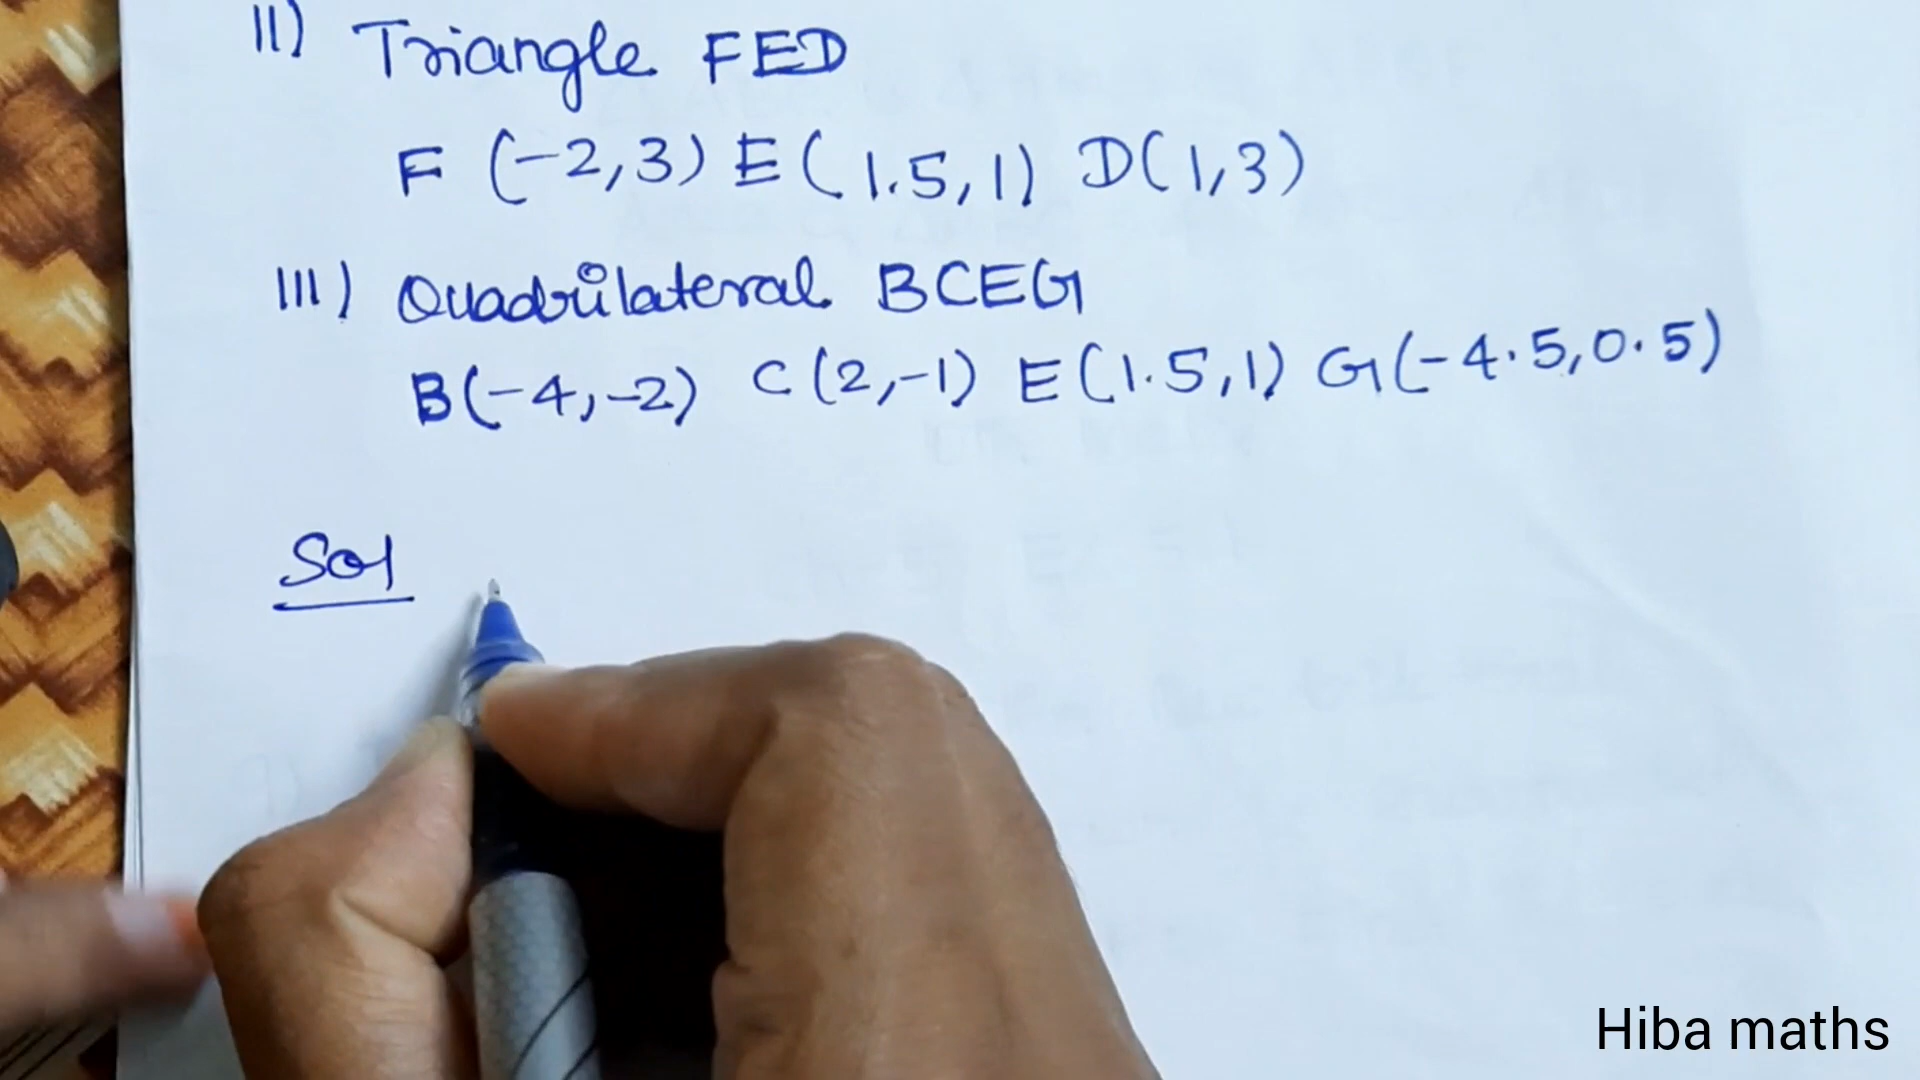 II) Triangle FED
F (-2,3) E(1.5,1) D(1,3)
III) Quadrilateral BCEG
B(-4,-2) C(2,-1) E(1.5,1) G(-4.5,0.5)
Sol
Hiba maths